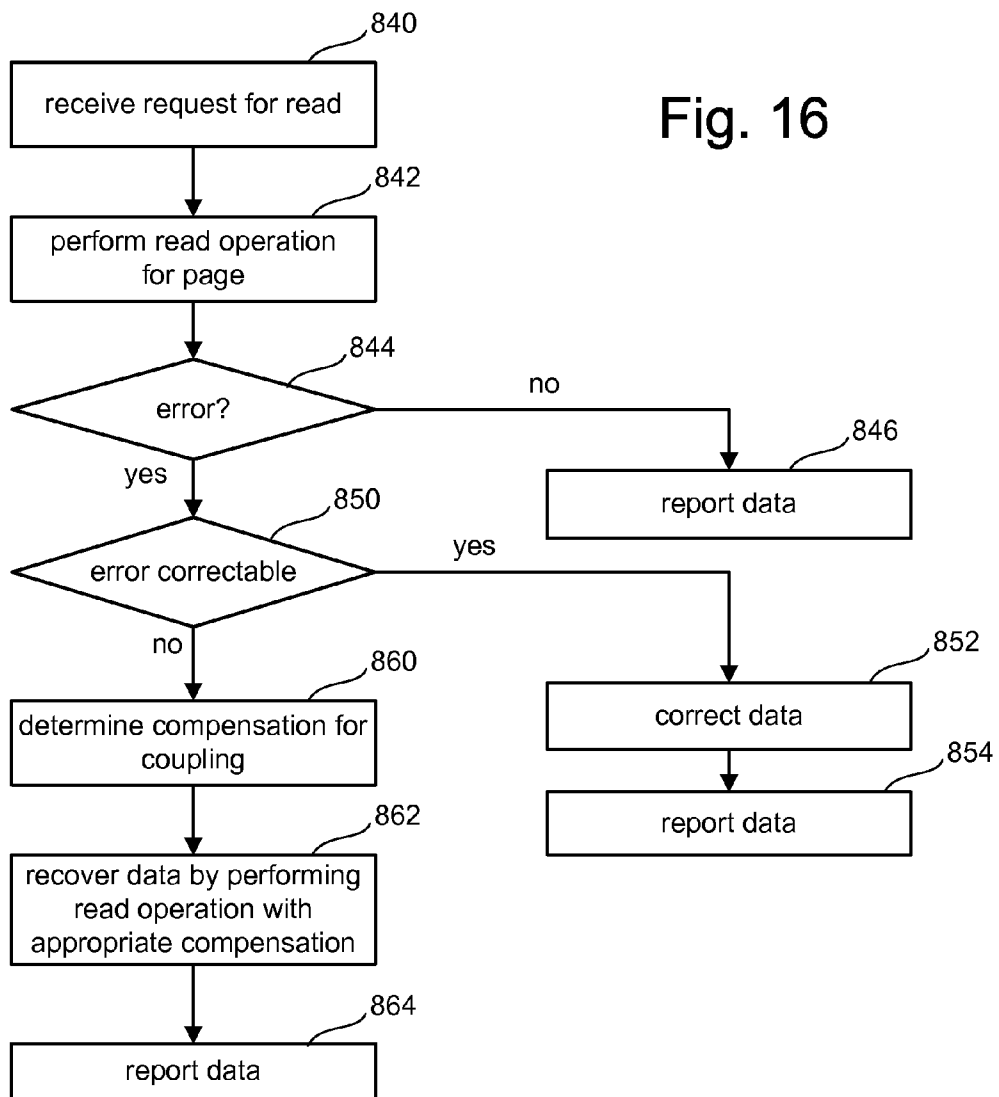 840
receive request for read
Fig. 16
842
perform read operation
for page
844
error?
no
846
yes
report data
850
error correctable
yes
no
852
860
correct data
determine compensation for
coupling
854
report data
862
recover data by performing
read operation with
appropriate compensation
864
report data